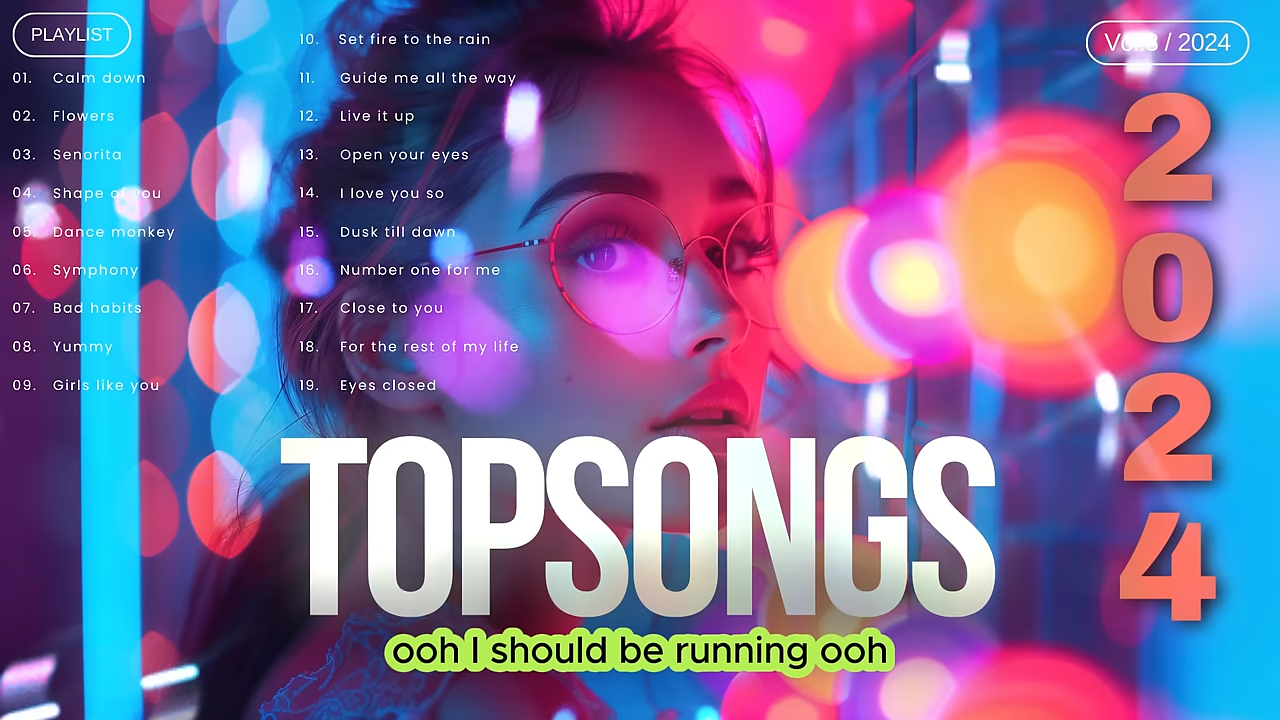 PLAYLIST
01. Calm down
02. Flowers
03. Senorita
04. Shape of you
05. Dance monkey
06. Symphony
07. Bad habits
08. Yummy
09. Girls like you
10. Set fire to the rain
11. Guide me all the way
12. Live it up
13. Open your eyes
14. I love you so
15. Dusk till dawn
16. Number one for me
17. Close to you
18. For the rest of my life
19. Eyes closed
Vol.3 / 2024
2024
TOPSONGS
ooh I should be running ooh